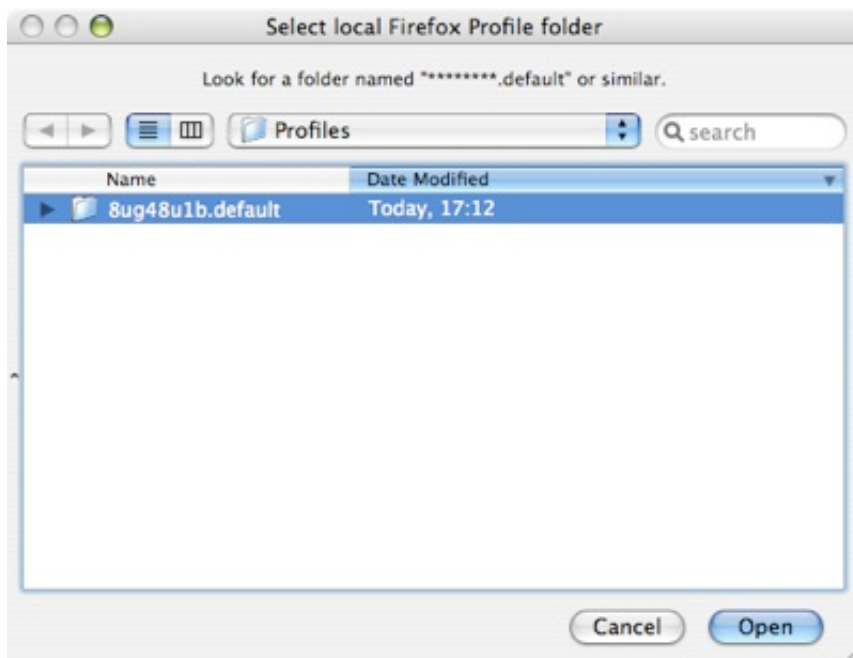 Select local Firefox Profile folder
Look for a folder named "********.default" or similar.
Profiles
search
Name Date Modified
8ug48u1b.default Today, 17:12
Cancel Open